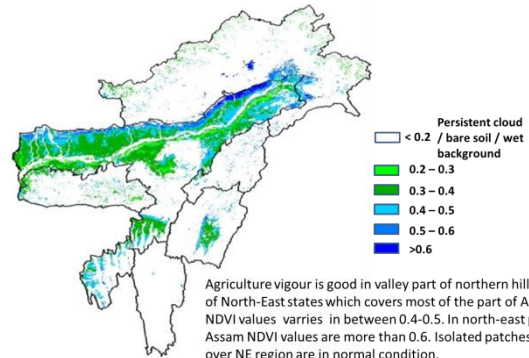 Persistent cloud
< 0.2 / bare soil / wet
background
0.2 – 0.3
0.3 – 0.4
0.4 – 0.5
0.5 – 0.6
>0.6
Agriculture vigour is good in valley part of northern hill
of North-East states which covers most of the part of A
NDVI values varries in between 0.4-0.5. In north-east
Assam NDVI values are more than 0.6. Isolated patches
over NE region are in normal condition.